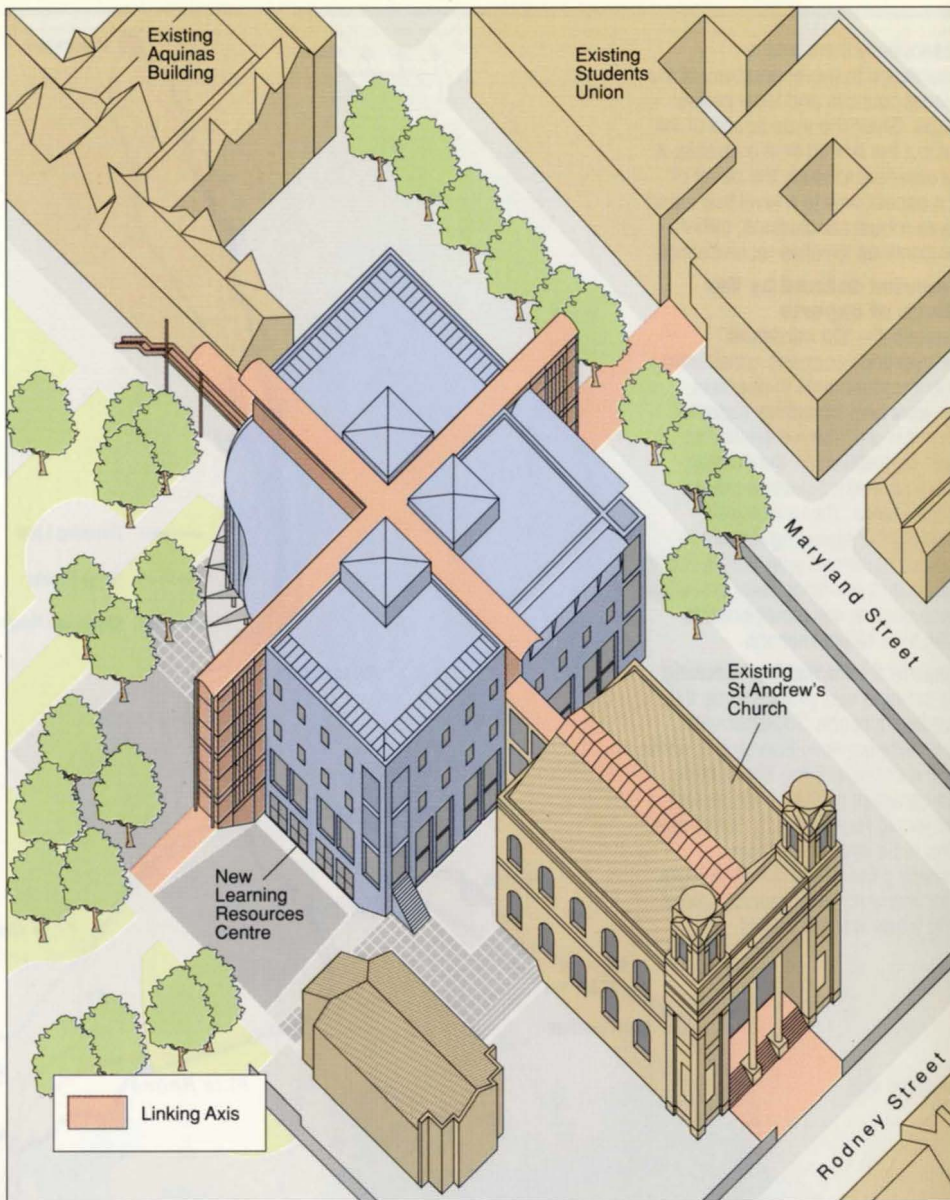 Existing
Aquinas
Building
Existing
Students
Union
Maryland Street
Existing
St Andrew's
Church
New
Learning
Resources
Centre
Linking Axis
Rodney Street